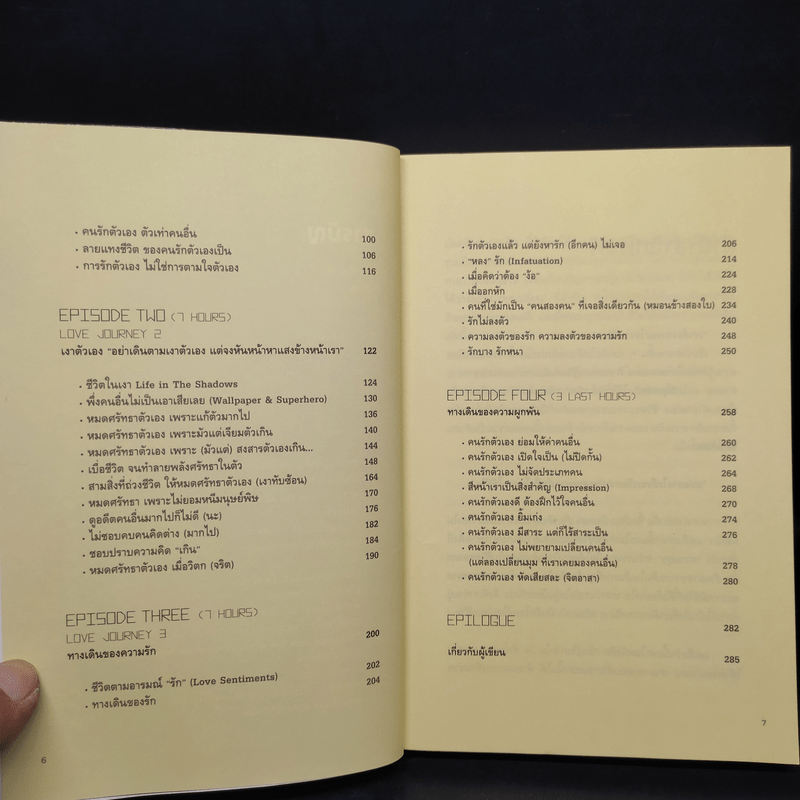 • คนรักตัวเอง ตัวเท่าคนอื่น 100
• ลายแทงชีวิต ของคนรักตัวเองเป็น 106
• การรักตัวเอง ไม่ใช่การตามใจตัวเอง 116
EPISODE TWO (7 HOURS)
LOVE JOURNEY 2
เงาตัวเอง "อย่าเดินตามเงาตัวเอง แต่จงหันหน้าหาแสงข้างหน้าเรา" 122
• ชีวิตในเงา Life in The Shadows 124
• พึ่งคนอื่นไม่เป็นเอาเสียเลย (Wallpaper & Superhero) 130
• หมดศรัทธาตัวเอง เพราะแก้ตัวมากไป 136
• หมดศรัทธาตัวเอง เพราะมัวแต่เจียมตัวเกิน 140
• หมดศรัทธาตัวเอง เพราะ (มัวแต่) สงสารตัวเองเกิน... 144
• เบื่อชีวิต จนทำลายพลังศรัทธาในตัว 148
• สามสิ่งที่ถ่วงชีวิต ให้หมดศรัทธาตัวเอง (เงาทับซ้อน) 164
• หมดศรัทธา เพราะไม่ยอมหนีมนุษย์พิษ 170
• ดูอดีตคนอื่นมากไปก็ไม่ดี (นะ) 176
• ไม่ชอบคบคนคิดต่าง (มากไป) 182
• ชอบปราบความคิด "เกิน" 184
• หมดศรัทธาตัวเอง เมื่อวิตก (จริต) 190
EPISODE THREE (7 HOURS)
LOVE JOURNEY 3
ทางเดินของความรัก 200
• ชีวิตตามอารมณ์ "รัก" (Love Sentiments) 202
• ทางเดินของรัก 204
6
• รักตัวเองแล้ว แต่ยังหารัก (อีกคน) ไม่เจอ 206
• "หลง" รัก (Infatuation) 214
• เมื่อคิดว่าต้อง "ง้อ" 224
• เมื่ออกหัก 228
• คนที่ใช่มักเป็น "คนสองคน" ที่เจอสิ่งเดียวกัน (หมอนข้างสองใบ) 234
• รักไม่ลงตัว 240
• ความลงตัวของรัก ความลงตัวของความรัก 248
• รักบาง รักหนา 250
EPISODE FOUR (3 LAST HOURS)
ทางเดินของความผูกพัน 258
• คนรักตัวเอง ย่อมให้ค่าคนอื่น 260
• คนรักตัวเอง เปิดใจเป็น (ไม่ปิดกั้น) 262
• คนรักตัวเอง ไม่จัดประเภทคน 264
• สีหน้าเราเป็นสิ่งสำคัญ (Impression) 268
• คนรักตัวเองดี ต้องฝึกไว้ใจคนอื่น 270
• คนรักตัวเอง ยิ้มเก่ง 274
• คนรักตัวเอง มีสาระ แต่ก็ไร้สาระเป็น 276
• คนรักตัวเอง ไม่พยายามเปลี่ยนคนอื่น
(แต่ลองเปลี่ยนมุม ที่เราเคยมองคนอื่น) 278
• คนรักตัวเอง หัดเสียสละ (จิตอาสา) 280
EPILOGUE 282
เกี่ยวกับผู้เขียน 285
7